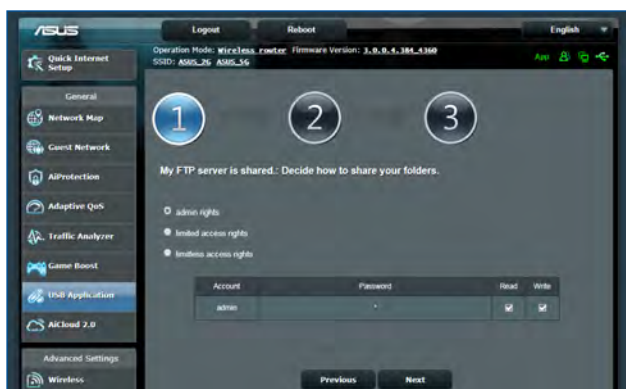 ASUS
Logout
Reboot
English
Operation Mode: Wireless router Firmware Version: 3.0.0.4.384_4360
SSID: ASUS_2G ASUS_5G
App
Quick Internet
Setup
General
Network Map
Guest Network
AiProtection
Adaptive QoS
Traffic Analyzer
Game Boost
USB Application
AiCloud 2.0
Advanced Settings
Wireless
1
2
3
My FTP server is shared.: Decide how to share your folders.
admin rights
limited access rights
limitless access rights
Account Password Read Write
admin *
Previous Next